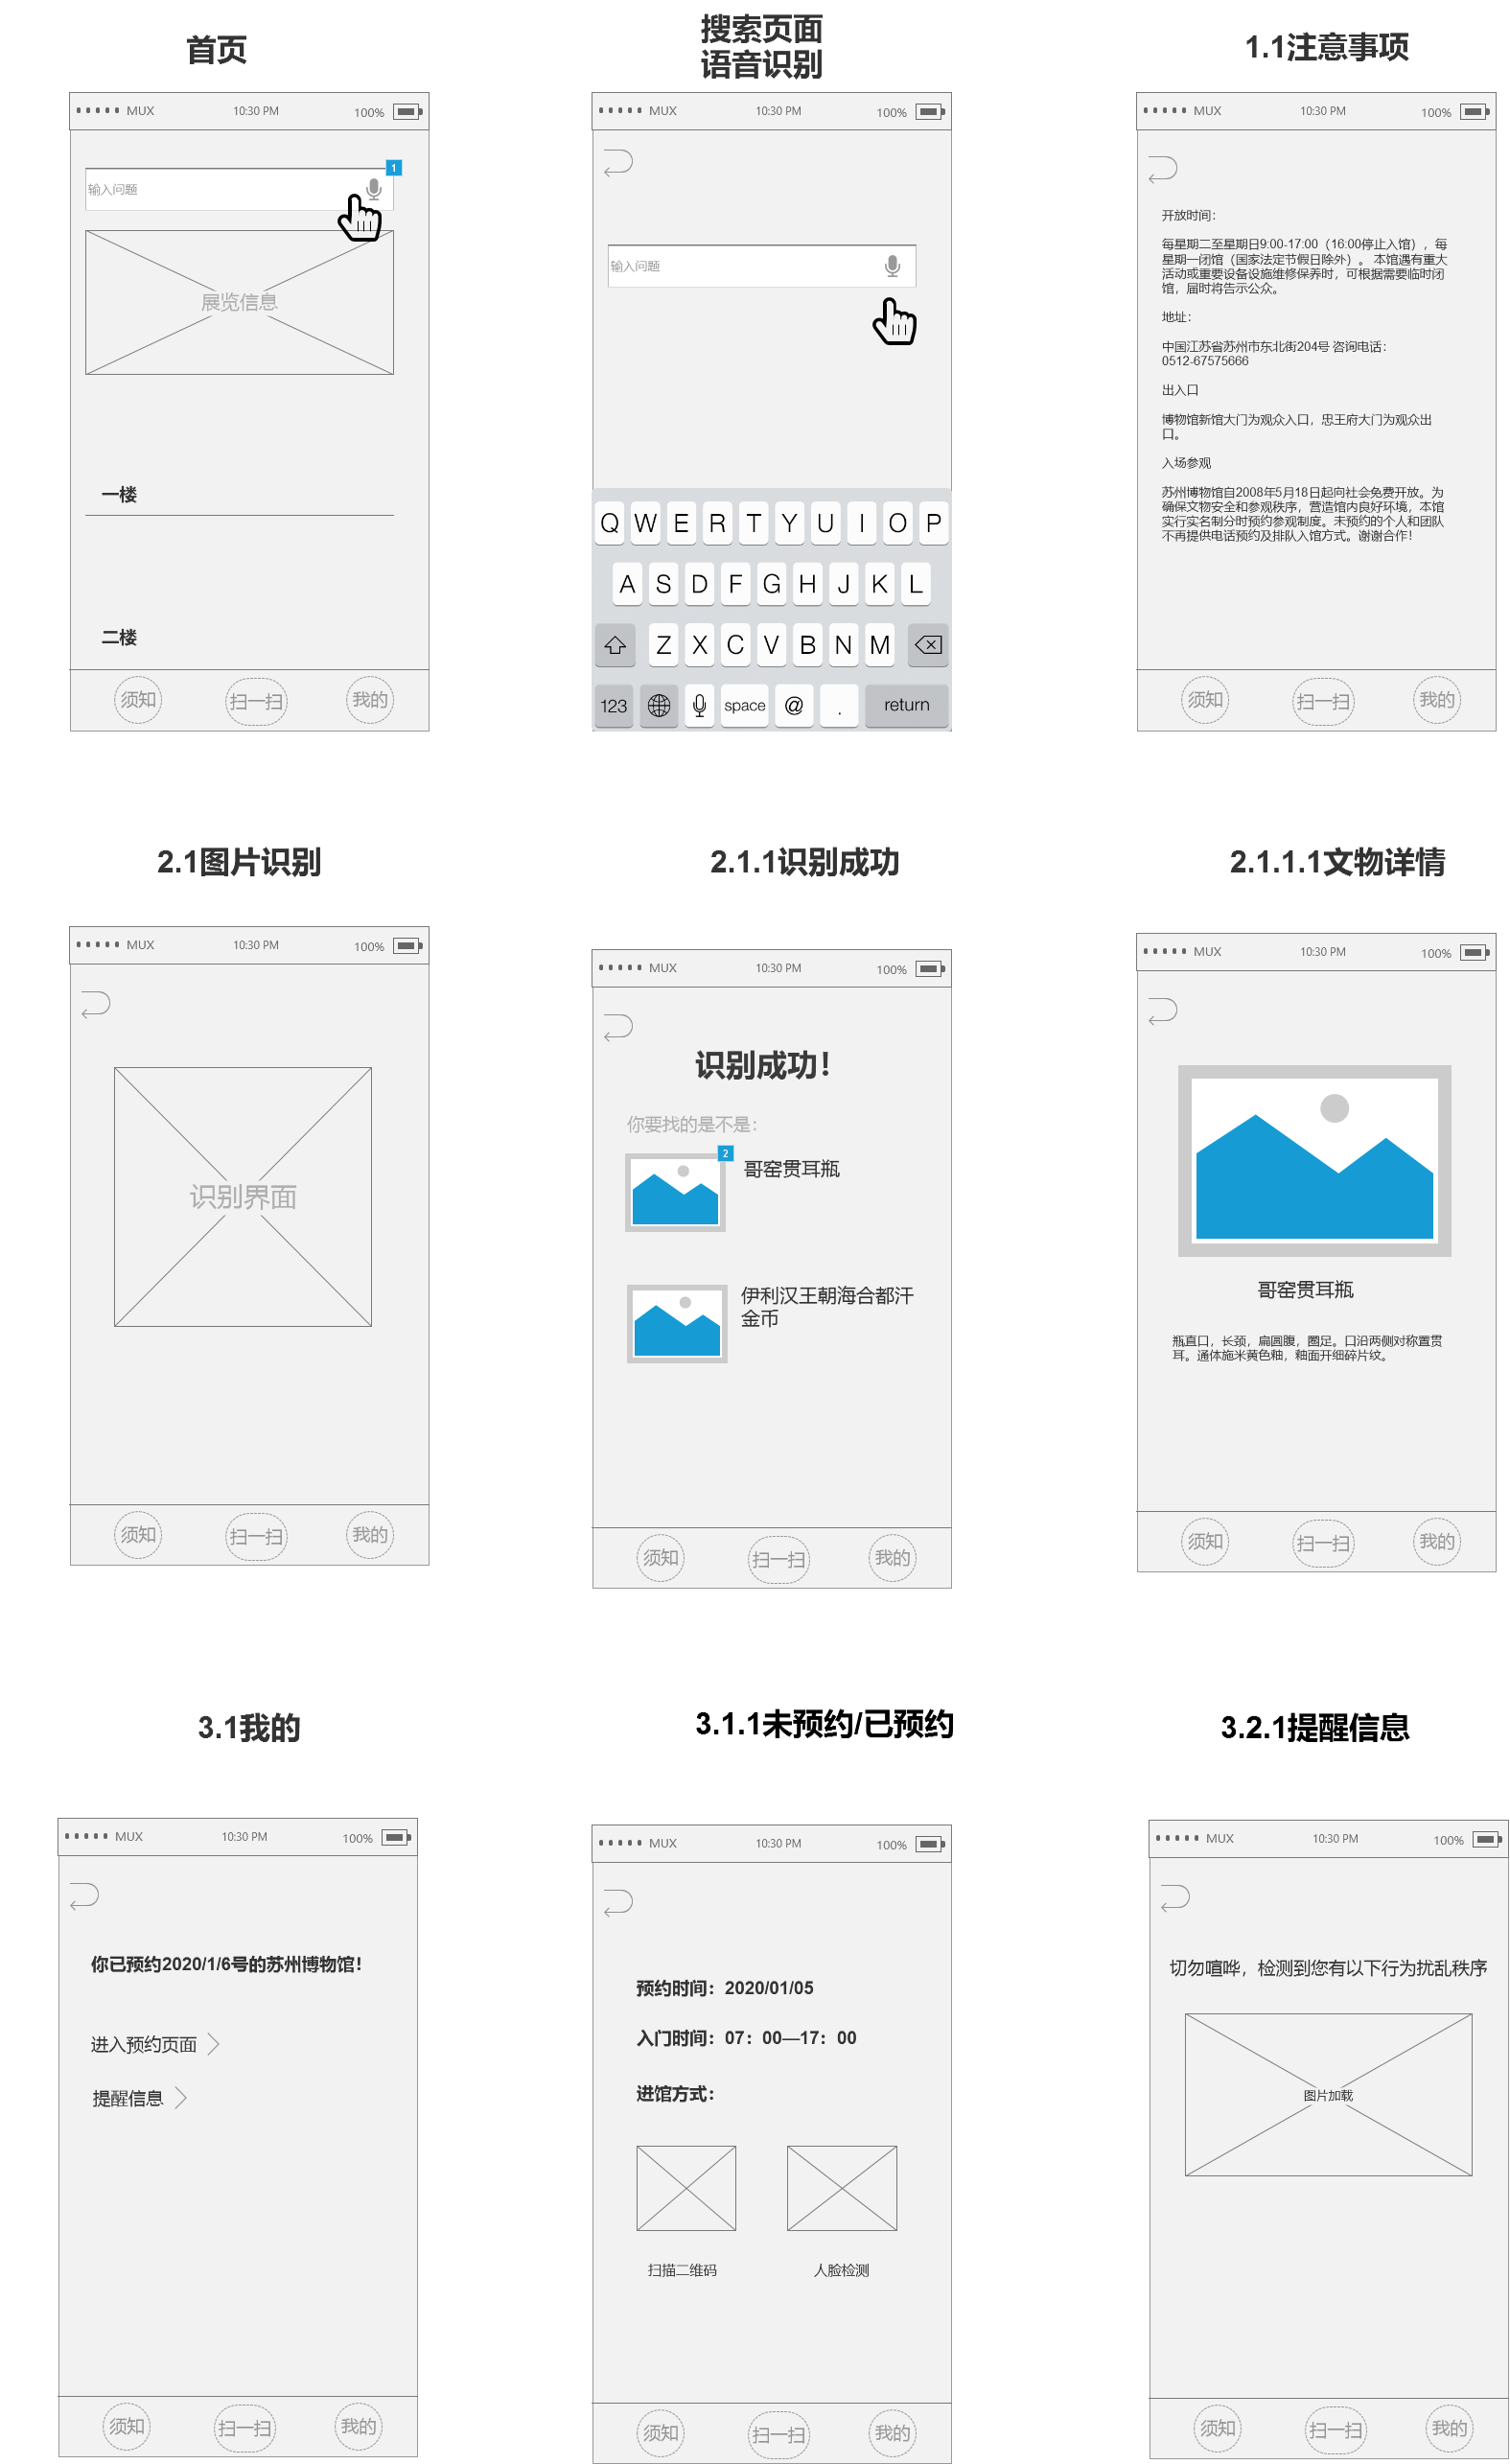 首页
MUX 10:30 PM 100%
1
输入问题
展览信息
一楼
二楼
须知 扫一扫 我的
搜索页面
语音识别
MUX 10:30 PM 100%
输入问题
Q W E R T Y U I O P
A S D F G H J K L
Z X C V B N M
123 space @ . return
1.1注意事项
MUX 10:30 PM 100%
开放时间：
每星期二至星期日9:00-17:00（16:00停止入馆），每
星期一闭馆（国家法定节假日除外）。 本馆遇有重大
活动或重要设备设施维修保养时，可根据需要临时闭
馆，届时将告示公众。
地址：
中国江苏省苏州市东北街204号 咨询电话：
0512-67575666
出入口
博物馆新馆大门为观众入口，忠王府大门为观众出
口。
入场参观
苏州博物馆自2008年5月18日起向社会免费开放。为
确保文物安全和参观秩序，营造馆内良好环境，本馆
实行实名制分时预约参观制度。未预约的个人和团队
不再提供电话预约及排队入馆方式。谢谢合作！
须知 扫一扫 我的
2.1图片识别
MUX 10:30 PM 100%
识别界面
须知 扫一扫 我的
2.1.1识别成功
MUX 10:30 PM 100%
识别成功！
你要找的是不是：
2
哥窑贯耳瓶
伊利汉王朝海合都汗
金币
须知 扫一扫 我的
2.1.1.1文物详情
MUX 10:30 PM 100%
哥窑贯耳瓶
瓶直口，长颈，扁圆腹，圈足。口沿两侧对称置贯
耳。通体施米黄色釉，釉面开细碎片纹。
须知 扫一扫 我的
3.1我的
MUX 10:30 PM 100%
你已预约2020/1/6号的苏州博物馆！
进入预约页面
提醒信息
须知 扫一扫 我的
3.1.1未预约/已预约
MUX 10:30 PM 100%
预约时间：2020/01/05
入门时间：07：00—17：00
进馆方式：
扫描二维码 人脸检测
须知 扫一扫 我的
3.2.1提醒信息
MUX 10:30 PM 100%
切勿喧哗，检测到您有以下行为扰乱秩序
图片加载
须知 扫一扫 我的